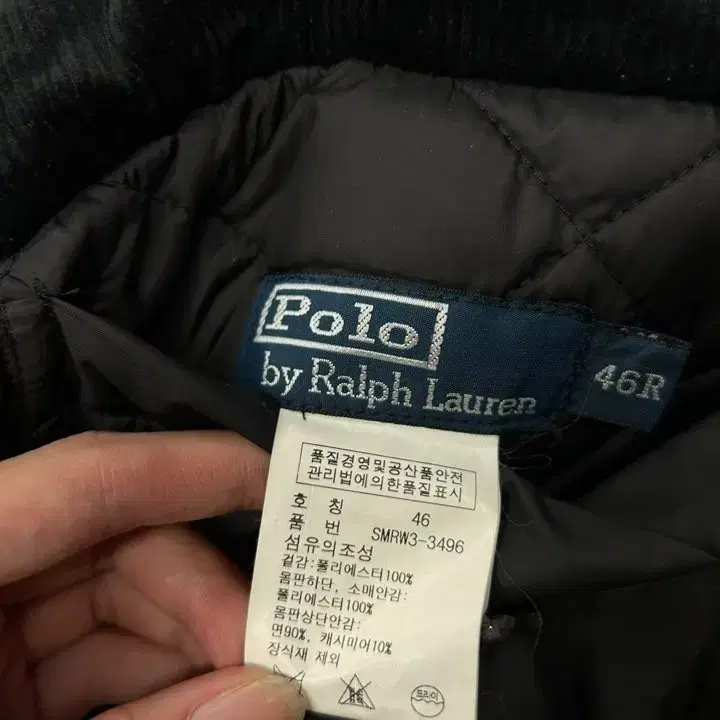 Polo
by Ralph Lauren
46R
품질경영및공산품안전
관리법에의한품질표시
호 칭 46
품 번 SMRW3-3496
섬유의조성
겉감:폴리에스터100%
몸판하단, 소매안감:
폴리에스터100%
몸판상단안감:
면90%, 캐시미어10%
장식재 제외
드라이